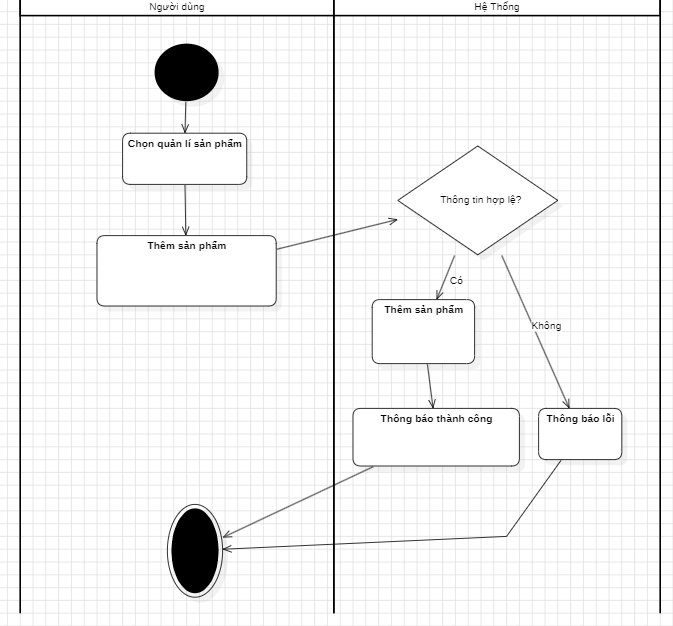 Người dùng
Hệ Thống
Chọn quản lí sản phẩm
Thông tin hợp lệ?
Thêm sản phẩm
Có
Thêm sản phẩm
Không
Thông báo thành công
Thông báo lỗi